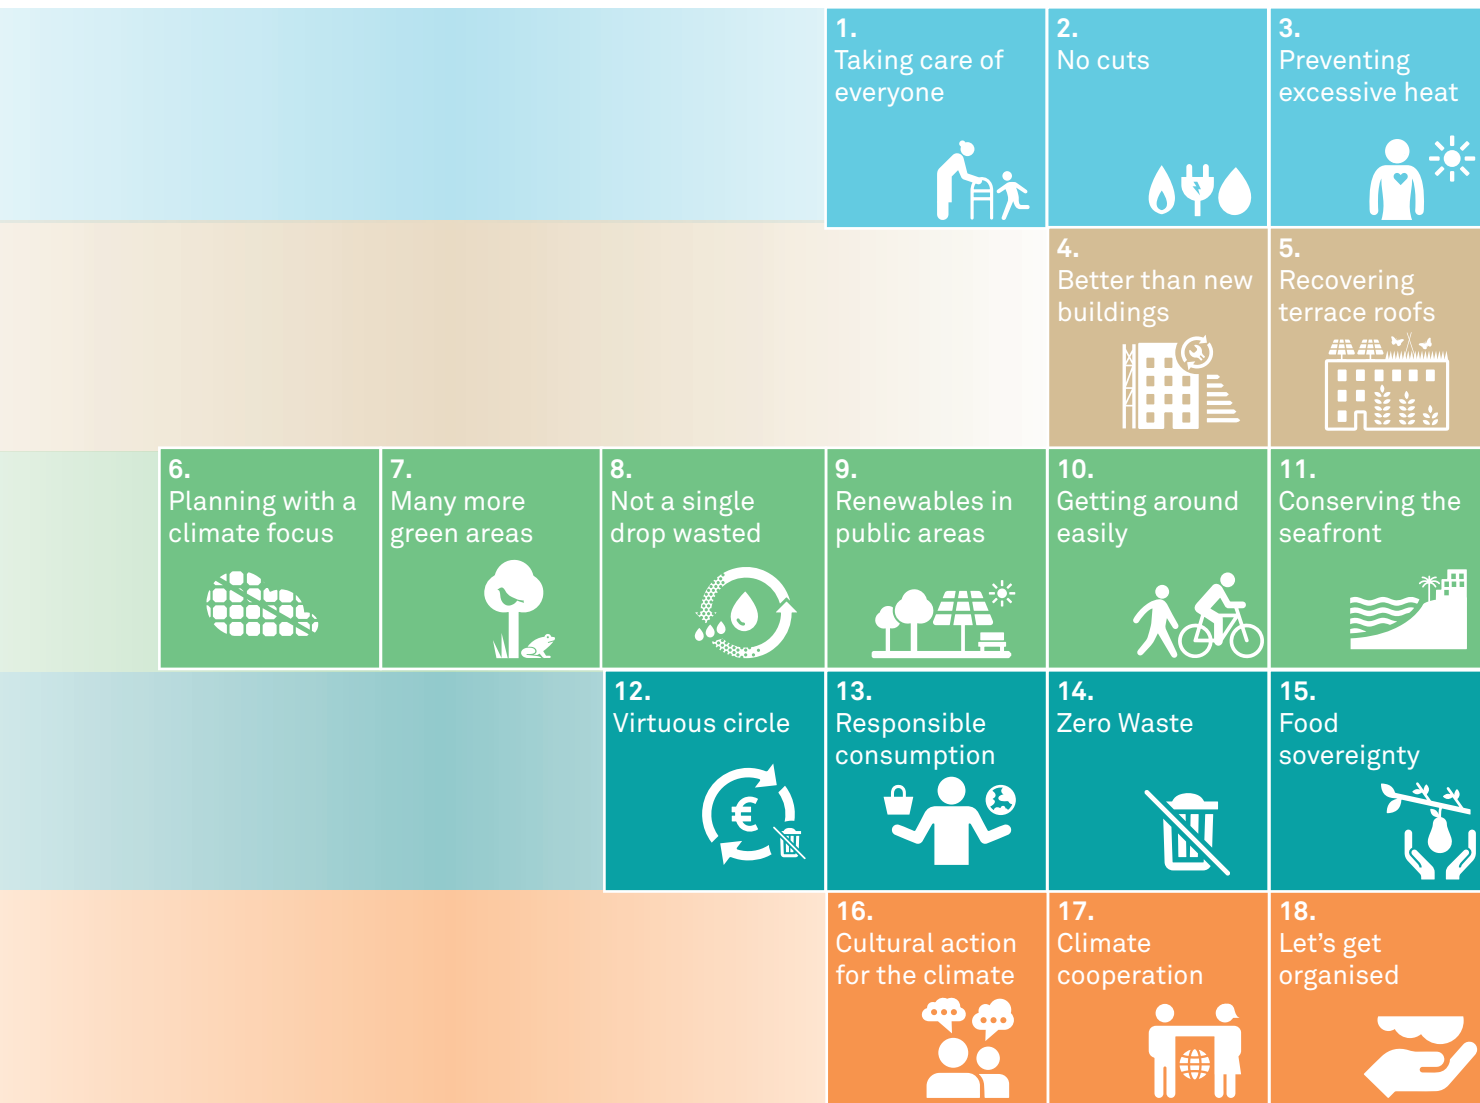 1.
Taking care of
everyone
2.
No cuts
3.
Preventing
excessive heat
4.
Better than new
buildings
5.
Recovering
terrace roofs
6.
Planning with a
climate focus
7.
Many more
green areas
8.
Not a single
drop wasted
9.
Renewables in
public areas
10.
Getting around
easily
11.
Conserving the
seafront
12.
Virtuous circle
€
13.
Responsible
consumption
14.
Zero Waste
15.
Food
sovereignty
16.
Cultural action
for the climate
17.
Climate
cooperation
18.
Let's get
organised